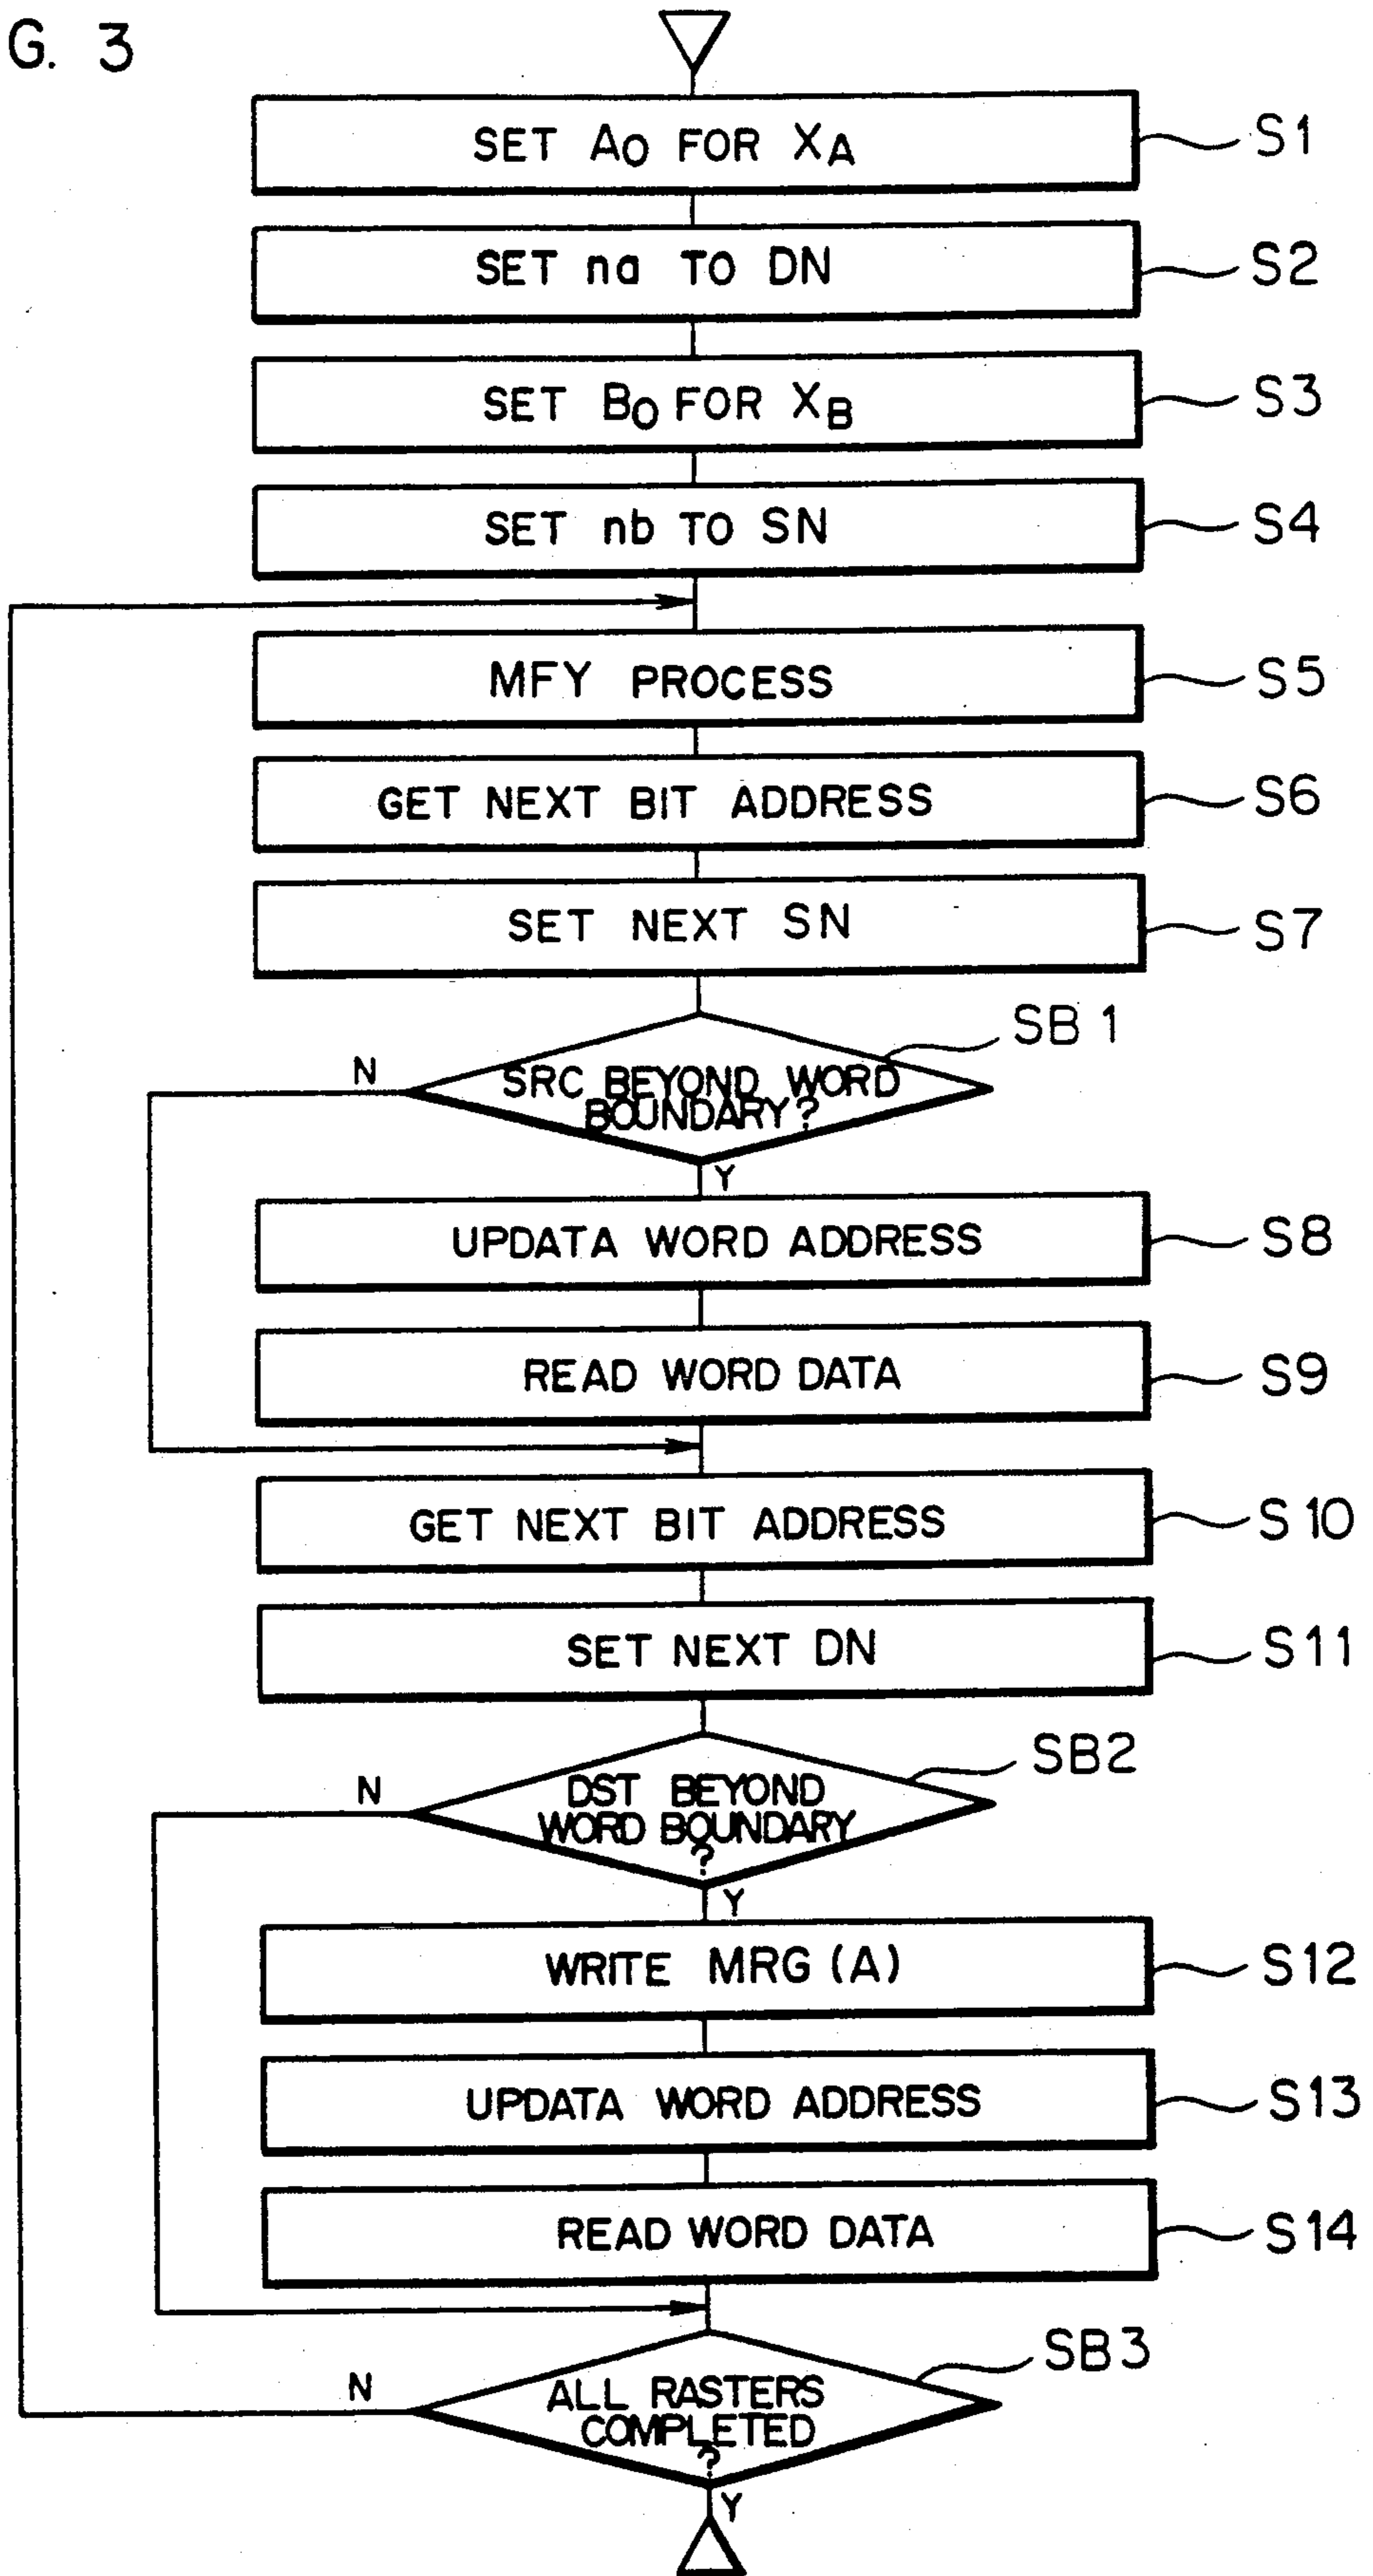 G. 3
SET A0 FOR XA
S1
SET na TO DN
S2
SET B0 FOR XB
S3
SET nb TO SN
S4
MFY PROCESS
S5
GET NEXT BIT ADDRESS
S6
SET NEXT SN
S7
SB1
N
SRC BEYOND WORD
BOUNDARY?
Y
UPDATA WORD ADDRESS
S8
READ WORD DATA
S9
GET NEXT BIT ADDRESS
S10
SET NEXT DN
S11
SB2
N
DST BEYOND
WORD BOUNDARY
?
Y
WRITE MRG (A)
S12
UPDATA WORD ADDRESS
S13
READ WORD DATA
S14
SB3
N
ALL RASTERS
COMPLETED
?
Y